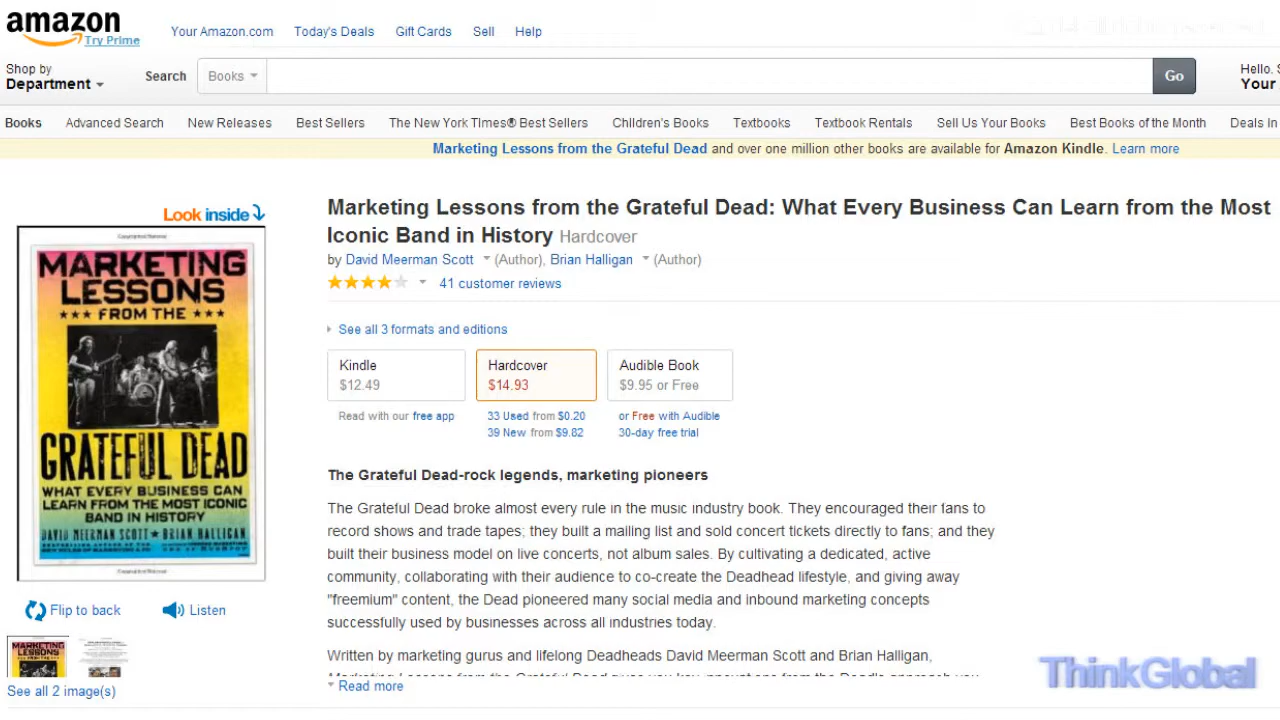 amazon
Try Prime
Your Amazon.com Today's Deals Gift Cards Sell Help
Shop by
Department
Search Books Go
Hello. S
Your
Books Advanced Search New Releases Best Sellers The New York Times® Best Sellers Children's Books Textbooks Textbook Rentals Sell Us Your Books Best Books of the Month Deals in
Marketing Lessons from the Grateful Dead and over one million other books are available for Amazon Kindle. Learn more
Look inside
MARKETING
LESSONS
FROM THE
GRATEFUL DEAD
WHAT EVERY BUSINESS CAN
LEARN FROM THE MOST ICONIC
BAND IN HISTORY
DAVID MEERMAN SCOTT ★ BRIAN HALLIGAN
Flip to back Listen
MARKETING
LESSONS
See all 2 image(s)
Marketing Lessons from the Grateful Dead: What Every Business Can Learn from the Most
Iconic Band in History Hardcover
by David Meerman Scott (Author), Brian Halligan (Author)
41 customer reviews
See all 3 formats and editions
Kindle
$12.49
Read with our free app
Hardcover
$14.93
33 Used from $0.20
39 New from $9.82
Audible Book
$9.95 or Free
or Free with Audible
30-day free trial
The Grateful Dead-rock legends, marketing pioneers
The Grateful Dead broke almost every rule in the music industry book. They encouraged their fans to
record shows and trade tapes; they built a mailing list and sold concert tickets directly to fans; and they
built their business model on live concerts, not album sales. By cultivating a dedicated, active
community, collaborating with their audience to co-create the Deadhead lifestyle, and giving away
"freemium" content, the Dead pioneered many social media and inbound marketing concepts
successfully used by businesses across all industries today.
Written by marketing gurus and lifelong Deadheads David Meerman Scott and Brian Halligan,
Read more
ThinkGlobal